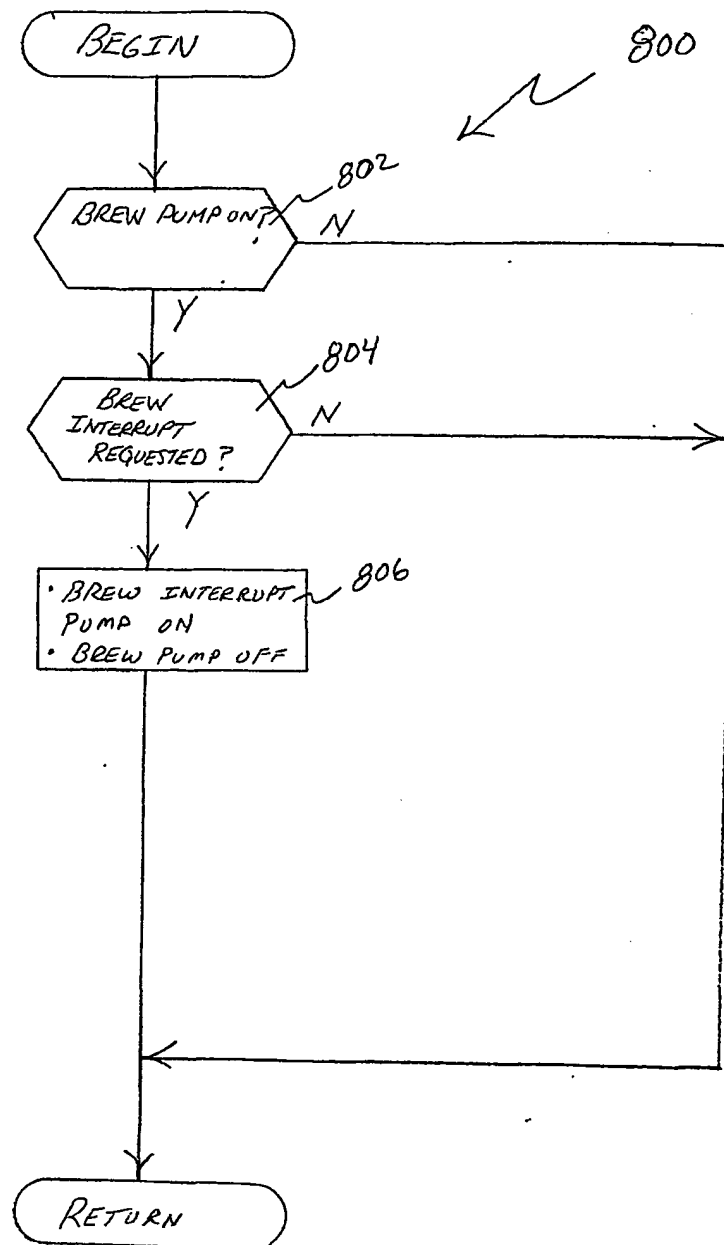 BEGIN
800
802
BREW PUMP ON?
N
Y
804
BREW
INTERRUPT
REQUESTED?
N
Y
806
• BREW INTERRUPT
PUMP ON
• BREW PUMP OFF
RETURN